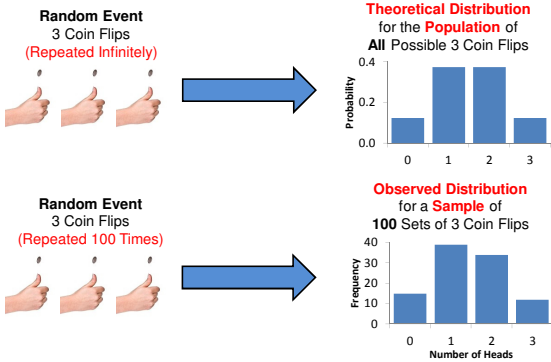 Random Event
3 Coin Flips
(Repeated Infinitely)
Theoretical Distribution
for the Population of
All Possible 3 Coin Flips
0.4
0.2
0.0
Probability
0 1 2 3
Random Event
3 Coin Flips
(Repeated 100 Times)
Observed Distribution
for a Sample of
100 Sets of 3 Coin Flips
40
30
20
10
0
Frequency
0 1 2 3
Number of Heads